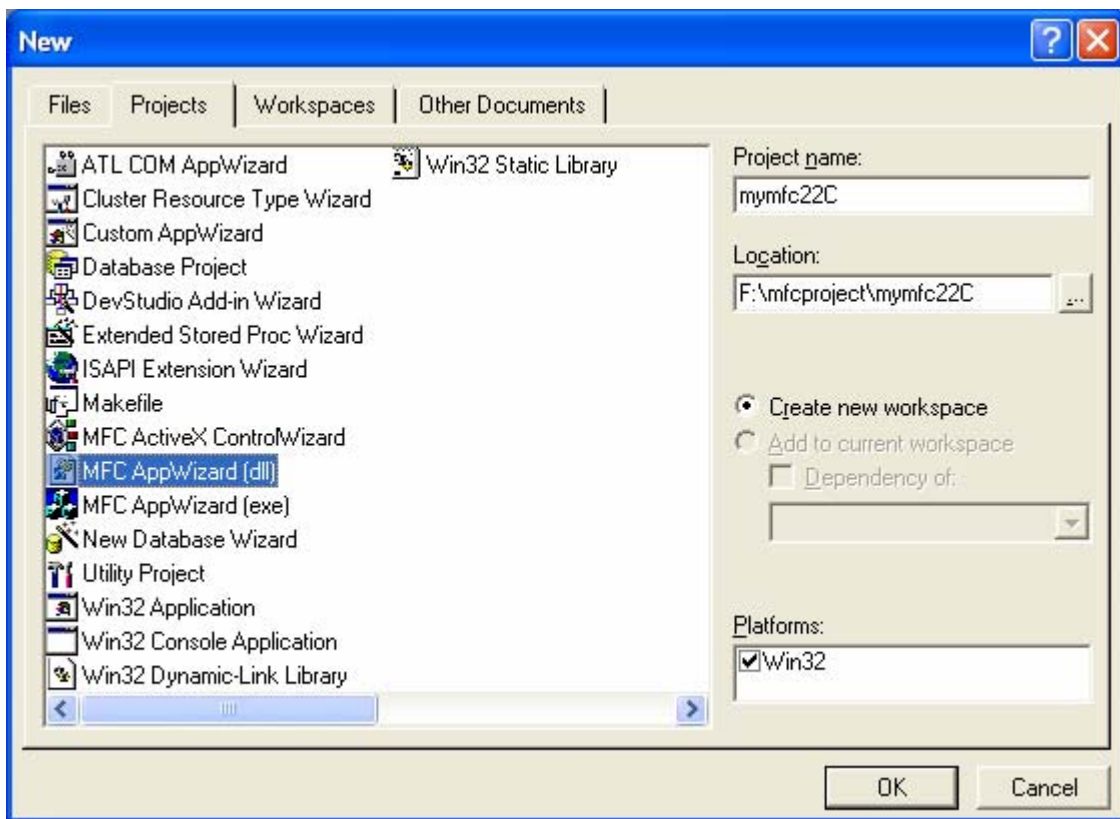 New
Files
Projects
Workspaces
Other Documents
ATL COM AppWizard
Cluster Resource Type Wizard
Custom AppWizard
Database Project
DevStudio Add-in Wizard
Extended Stored Proc Wizard
ISAPI Extension Wizard
Makefile
MFC ActiveX ControlWizard
MFC AppWizard (dll)
MFC AppWizard (exe)
New Database Wizard
Utility Project
Win32 Application
Win32 Console Application
Win32 Dynamic-Link Library
Win32 Static Library
Project name:
mymfc22C
Location:
F:\mfcproject\mymfc22C
...
Create new workspace
Add to current workspace
Dependency of:
Platforms:
Win32
OK
Cancel